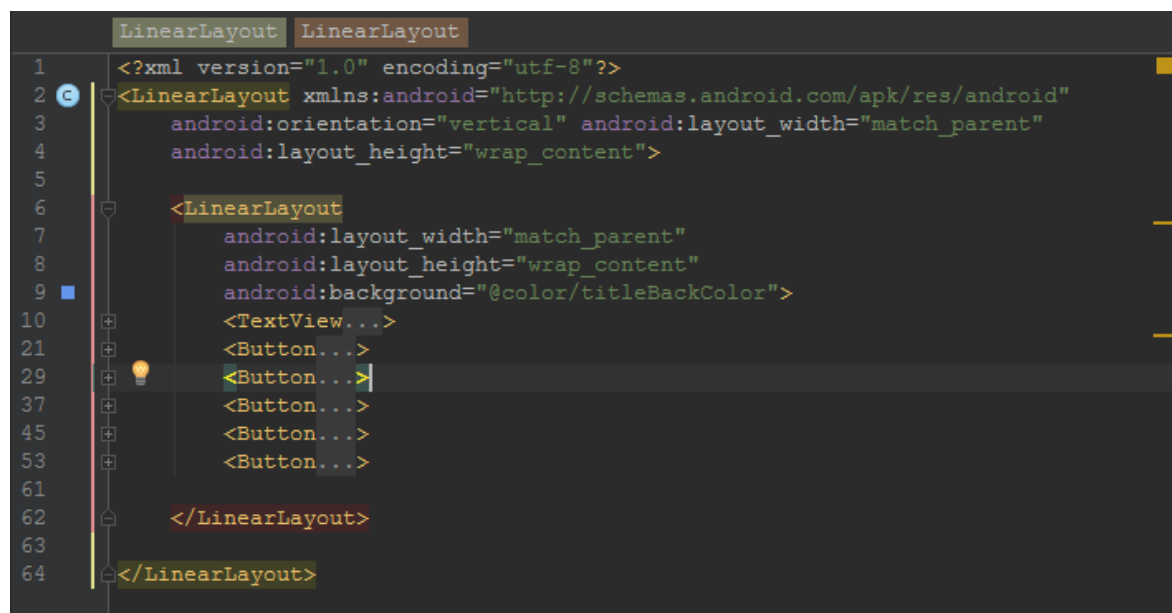 LinearLayout LinearLayout
1 <?xml version="1.0" encoding="utf-8"?>
2 C <LinearLayout xmlns:android="http://schemas.android.com/apk/res/android"
3 android:orientation="vertical" android:layout_width="match_parent"
4 android:layout_height="wrap_content">
5
6 <LinearLayout
7 android:layout_width="match_parent"
8 android:layout_height="wrap_content"
9 android:background="@color/titleBackColor">
10 <TextView...>
21 <Button...>
29 <Button...>
37 <Button...>
45 <Button...>
53 <Button...>
61
62 </LinearLayout>
63
64 </LinearLayout>